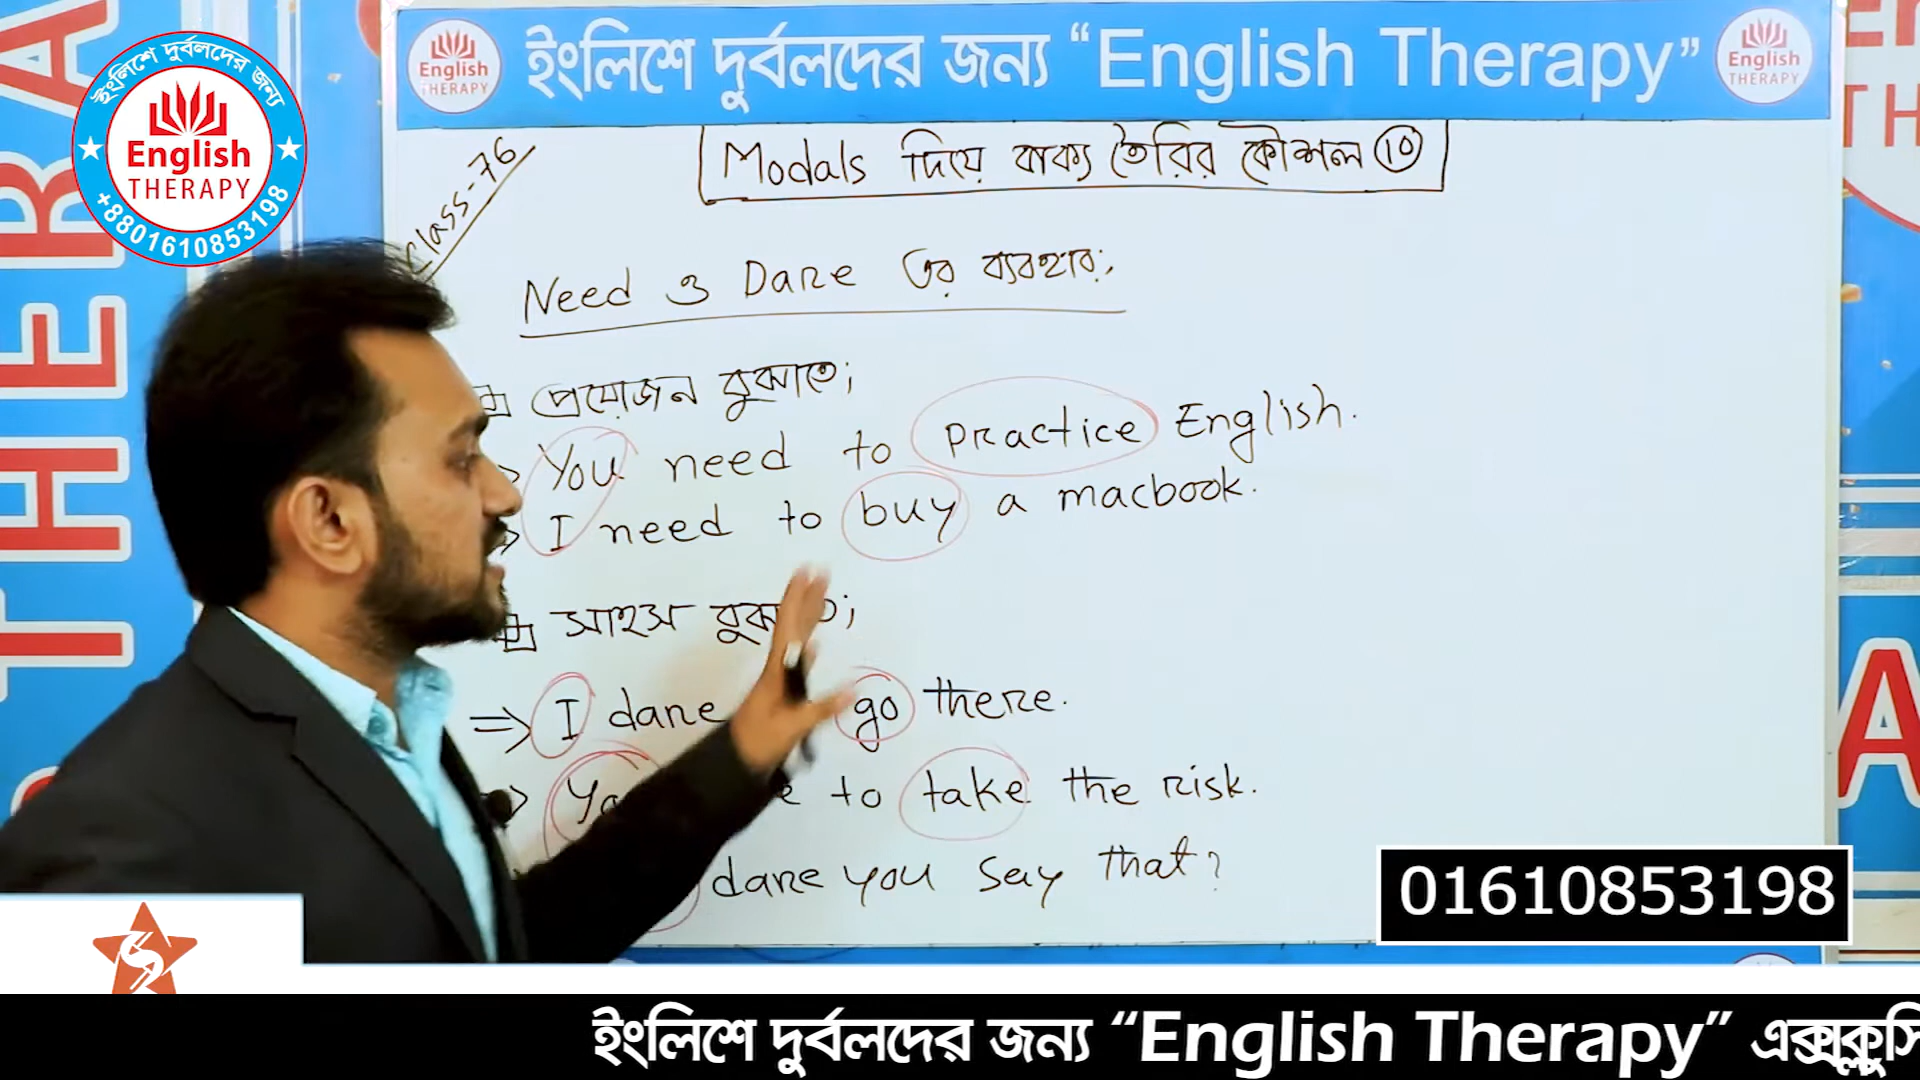 ইংলিশে দুর্বলদের জন্য “English Therapy”
English THERAPY
English THERAPY
ইংলিশে দুর্বলদের জন্য
English
THERAPY
+8801610853198
Class-76
Modals দিয়ে বাক্য তৈরির কৌশল 10
Need ও Dare এর ব্যবহার;
প্রয়োজন বুঝাতে;
You need to practice English.
I need to buy a macbook.
সাহস
=> I dare go there.
to take the risk.
dare you say that?
01610853198
ইংলিশে দুর্বলদের জন্য “English Therapy”